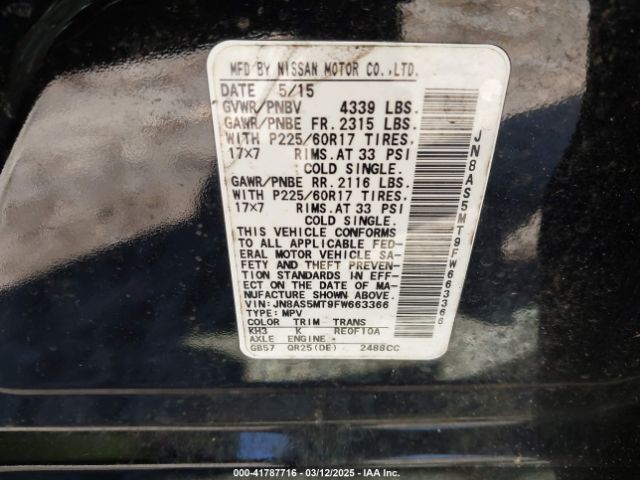 MFD BY NISSAN MOTOR CO.,LTD.
DATE 5/15
GVWR/PNBV 4339 LBS.
GAWR/PNBE FR. 2315 LBS.
WITH P225/60R17 TIRES.
17x7 RIMS. AT 33 PSI
COLD SINGLE.
GAWR/PNBE RR. 2116 LBS.
WITH P225/60R17 TIRES.
17x7 RIMS. AT 33 PSI
COLD SINGLE.
THIS VEHICLE CONFORMS
TO ALL APPLICABLE FED-
ERAL MOTOR VEHICLE SA-
FETY AND THEFT PREVEN-
TION STANDARDS IN EFF-
ECT ON THE DATE OF MA-
NUFACTURE SHOWN ABOVE.
VIN: JN8AS5MT9FW663366
TYPE: MPV
COLOR TRIM TRANS
KH3 K RE0F10A
AXLE ENGINE
GB57 QR25(DE) 2488CC
JN8AS5MT9FW663366
000-41787716 - 03/12/2025 - IAA Inc.